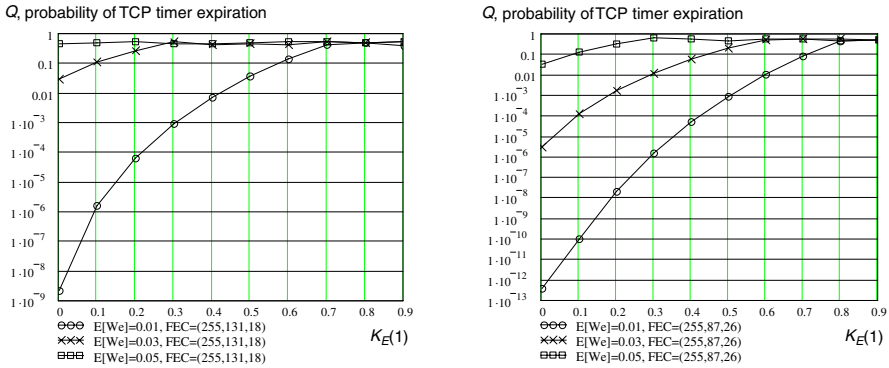 Q, probability of TCP timer expiration
1
0.1
0.01
1·10−3
1·10−4
1·10−5
1·10−6
1·10−7
1·10−8
1·10−9
0 0.1 0.2 0.3 0.4 0.5 0.6 0.7 0.8 0.9
E[We]=0.01, FEC=(255,131,18)
E[We]=0.03, FEC=(255,131,18)
E[We]=0.05, FEC=(255,131,18)
KE(1)
Q, probability of TCP timer expiration
1
0.1
0.01
1·10−3
1·10−4
1·10−5
1·10−6
1·10−7
1·10−8
1·10−9
1·10−10
1·10−11
1·10−12
1·10−13
0 0.1 0.2 0.3 0.4 0.5 0.6 0.7 0.8 0.9
E[We]=0.01, FEC=(255,87,26)
E[We]=0.03, FEC=(255,87,26)
E[We]=0.05, FEC=(255,87,26)
KE(1)